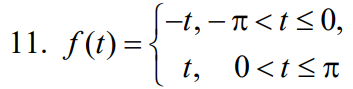 11. f(t) = { −t, − π < t ≤ 0,
t, 0 < t ≤ π